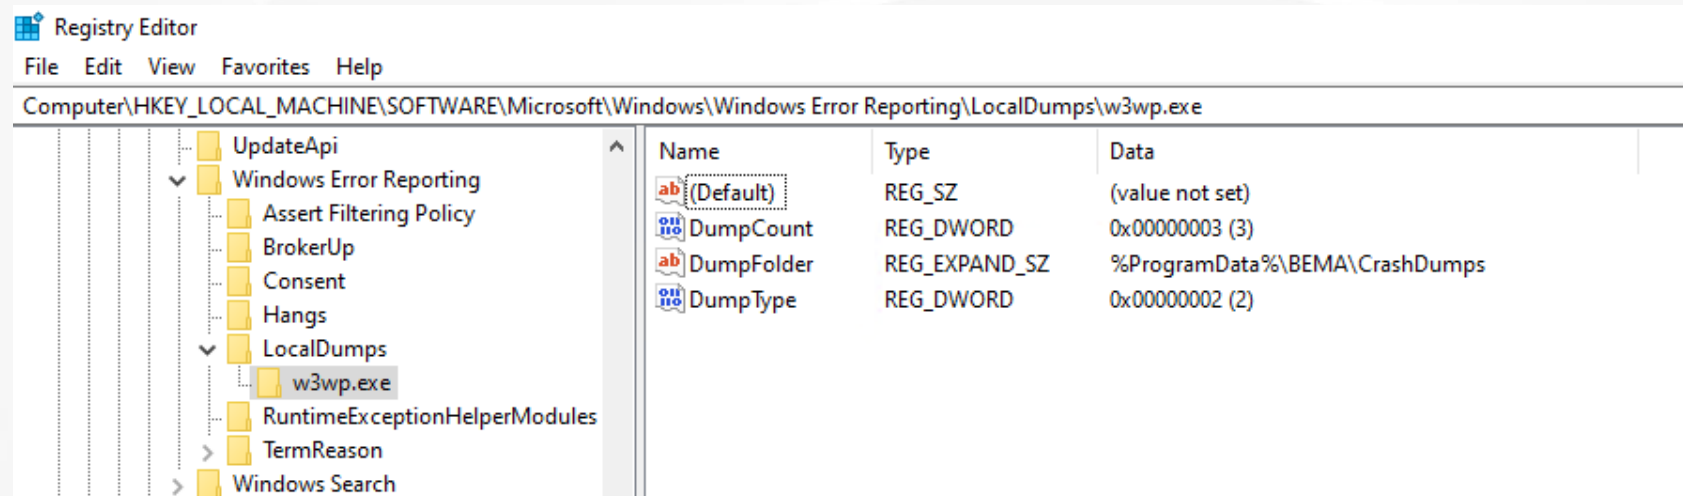 Registry Editor
File Edit View Favorites Help
Computer\HKEY_LOCAL_MACHINE\SOFTWARE\Microsoft\Windows\Windows Error Reporting\LocalDumps\w3wp.exe
UpdateApi
Windows Error Reporting
Assert Filtering Policy
BrokerUp
Consent
Hangs
LocalDumps
w3wp.exe
RuntimeExceptionHelperModules
TermReason
Windows Search
Name Type Data
(Default) REG_SZ (value not set)
DumpCount REG_DWORD 0x00000003 (3)
DumpFolder REG_EXPAND_SZ %ProgramData%\BEMA\CrashDumps
DumpType REG_DWORD 0x00000002 (2)